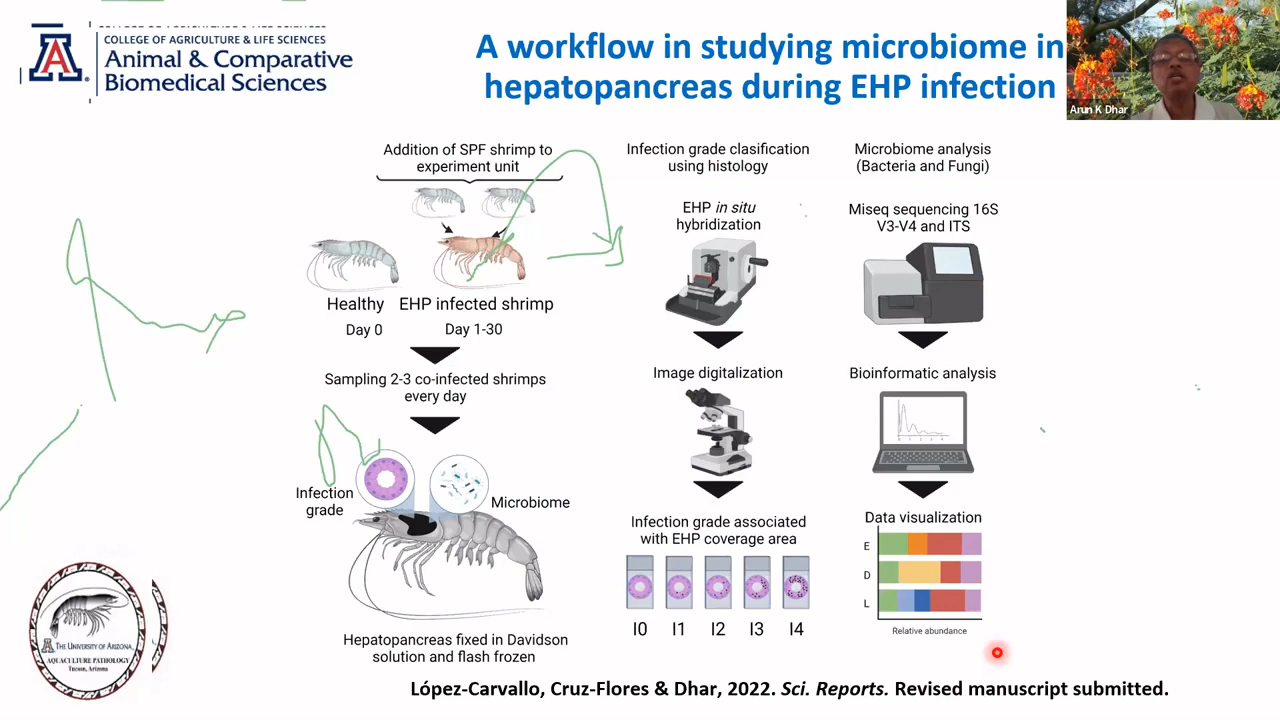 COLLEGE OF AGRICULTURE & LIFE SCIENCES
Animal & Comparative
Biomedical Sciences
A workflow in studying microbiome in
hepatopancreas during EHP infection
Arun K Dhar
Addition of SPF shrimp to
experiment unit
Healthy
EHP infected shrimp
Day 0
Day 1-30
Sampling 2-3 co-infected shrimps
every day
Infection
grade
Microbiome
Hepatopancreas fixed in Davidson
solution and flash frozen
Infection grade clasification
using histology
EHP in situ
hybridization
Image digitalization
Infection grade associated
with EHP coverage area
I0 I1 I2 I3 I4
Microbiome analysis
(Bacteria and Fungi)
Miseq sequencing 16S
V3-V4 and ITS
Bioinformatic analysis
Data visualization
E
D
L
Relative abundance
A THE UNIVERSITY OF ARIZONA.
AQUACULTURE PATHOLOGY
Tucson, Arizona
López-Carvallo, Cruz-Flores & Dhar, 2022. Sci. Reports. Revised manuscript submitted.